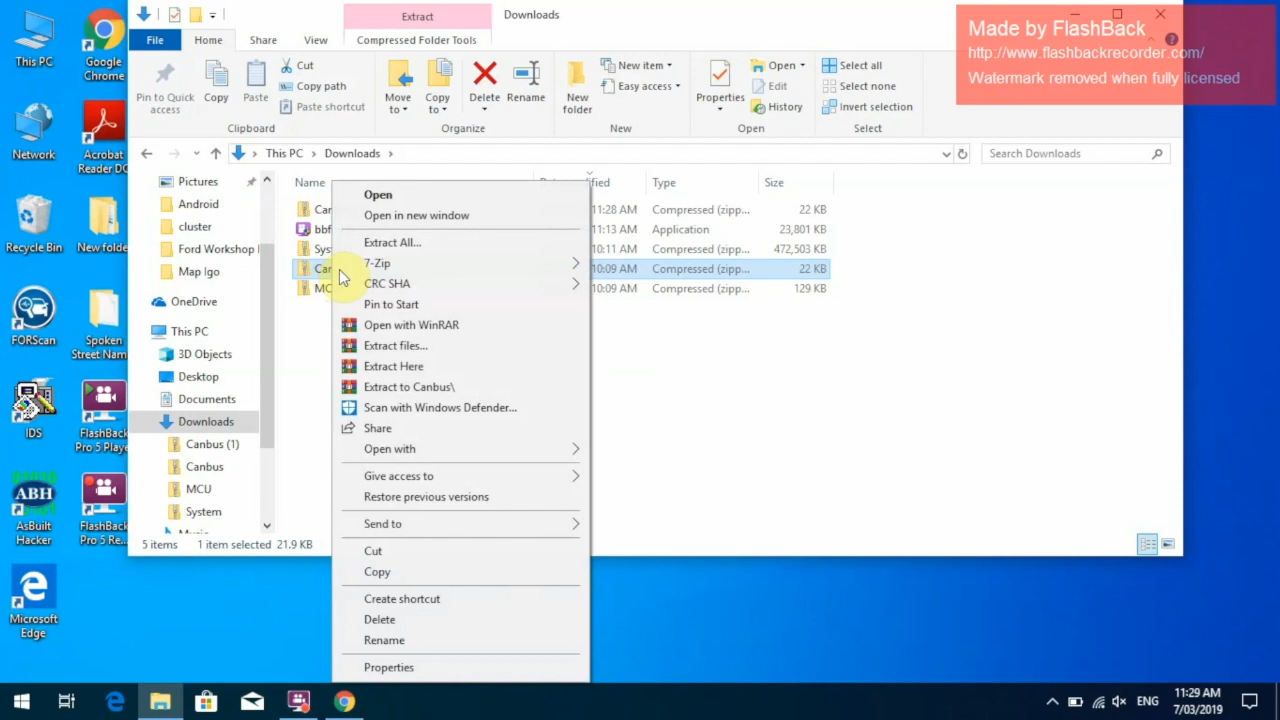 Extract
Downloads
File
Home
Share
View
Compressed Folder Tools
Made by FlashBack
http://www.flashbackrecorder.com/
Watermark removed when fully licensed
Pin to Quick access
Copy
Paste
Cut
Copy path
Paste shortcut
Clipboard
Move to
Copy to
Delete
Rename
Organize
New folder
New item
Easy access
New
Properties
Open
Edit
History
Open
Select all
Select none
Invert selection
Select
This PC
Downloads
Search Downloads
Pictures
Android
cluster
Ford Workshop
Map Igo
OneDrive
This PC
3D Objects
Desktop
Documents
Downloads
Canbus (1)
Canbus
MCU
System
Name
Type
Size
11:28 AM Compressed (zipp... 22 KB
11:13 AM Application 23,801 KB
10:11 AM Compressed (zipp... 472,503 KB
10:09 AM Compressed (zipp... 22 KB
10:09 AM Compressed (zipp... 129 KB
Open
Open in new window
Extract All...
7-Zip
CRC SHA
Pin to Start
Open with WinRAR
Extract files...
Extract Here
Extract to Canbus\
Scan with Windows Defender...
Share
Open with
Give access to
Restore previous versions
Send to
Cut
Copy
Create shortcut
Delete
Rename
Properties
5 items
1 item selected 21.9 KB
This PC
Google Chrome
Network
Acrobat Reader DC
Recycle Bin
New folde
FORScan
Spoken Street Nam
IDS
FlashBack Pro 5 Playe
ABH
AsBuilt Hacker
FlashBack Pro 5 Re...
Microsoft Edge
ENG
11:29 AM
7/03/2019